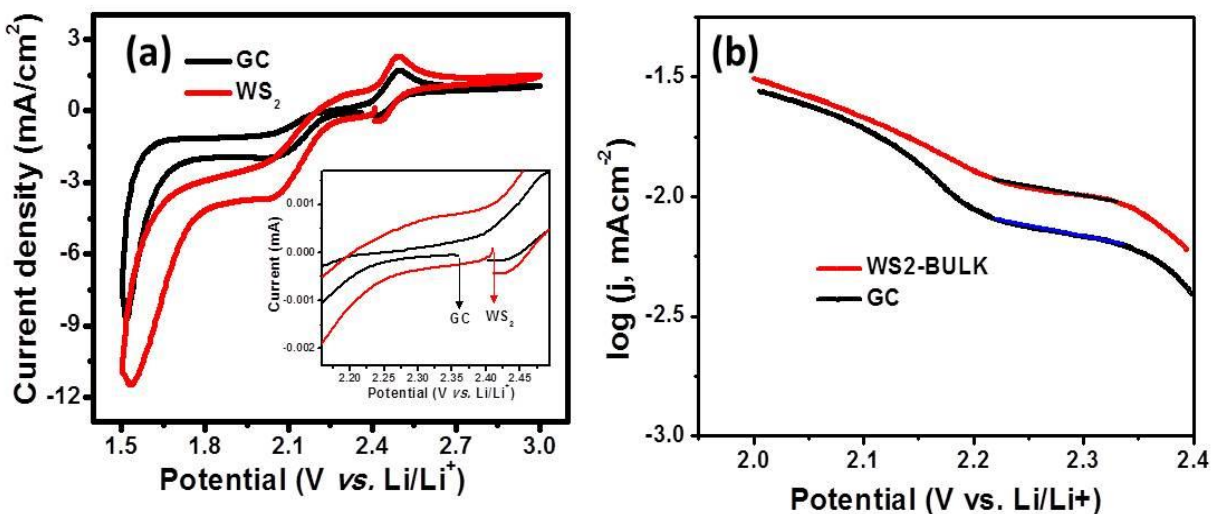 (a)
GC
WS2
Current density (mA/cm2)
3
0
-3
-6
-9
-12
1.5 1.8 2.1 2.4 2.7 3.0
Potential (V vs. Li/Li+)
Current (mA)
0.001
0.000
-0.001
-0.002
GC WS2
2.20 2.25 2.30 2.35 2.40 2.45
Potential (V vs. Li/Li+)
(b)
log (j, mAcm-2)
-1.5
-2.0
-2.5
-3.0
WS2-BULK
GC
2.0 2.1 2.2 2.3 2.4
Potential (V vs. Li/Li+)